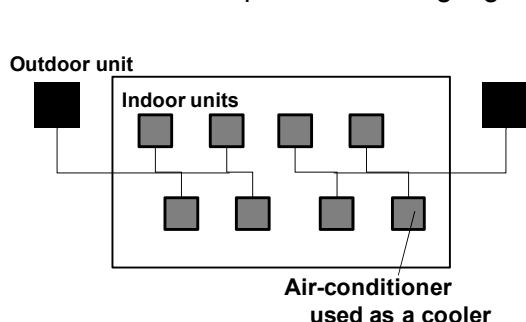 Outdoor unit
Indoor units
Air-conditioner
used as a cooler